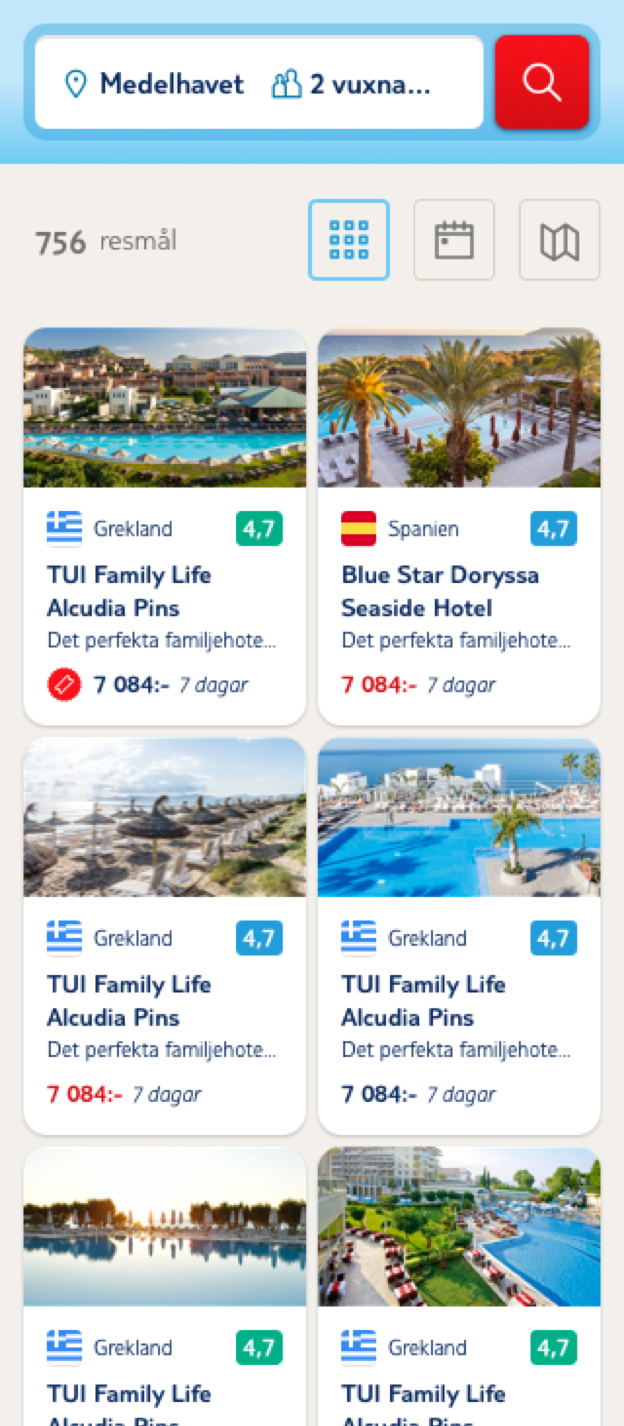 Medelhavet 2 vuxna...
756 resmål
Grekland 4,7
TUI Family Life
Alcudia Pins
Det perfekta familjehote...
7 084:- 7 dagar
Spanien 4,7
Blue Star Doryssa
Seaside Hotel
Det perfekta familjehote...
7 084:- 7 dagar
Grekland 4,7
TUI Family Life
Alcudia Pins
Det perfekta familjehote...
7 084:- 7 dagar
Grekland 4,7
TUI Family Life
Alcudia Pins
Det perfekta familjehote...
7 084:- 7 dagar
Grekland 4,7
TUI Family Life
Alcudia Pins
Grekland 4,7
TUI Family Life
Alcudia Pins